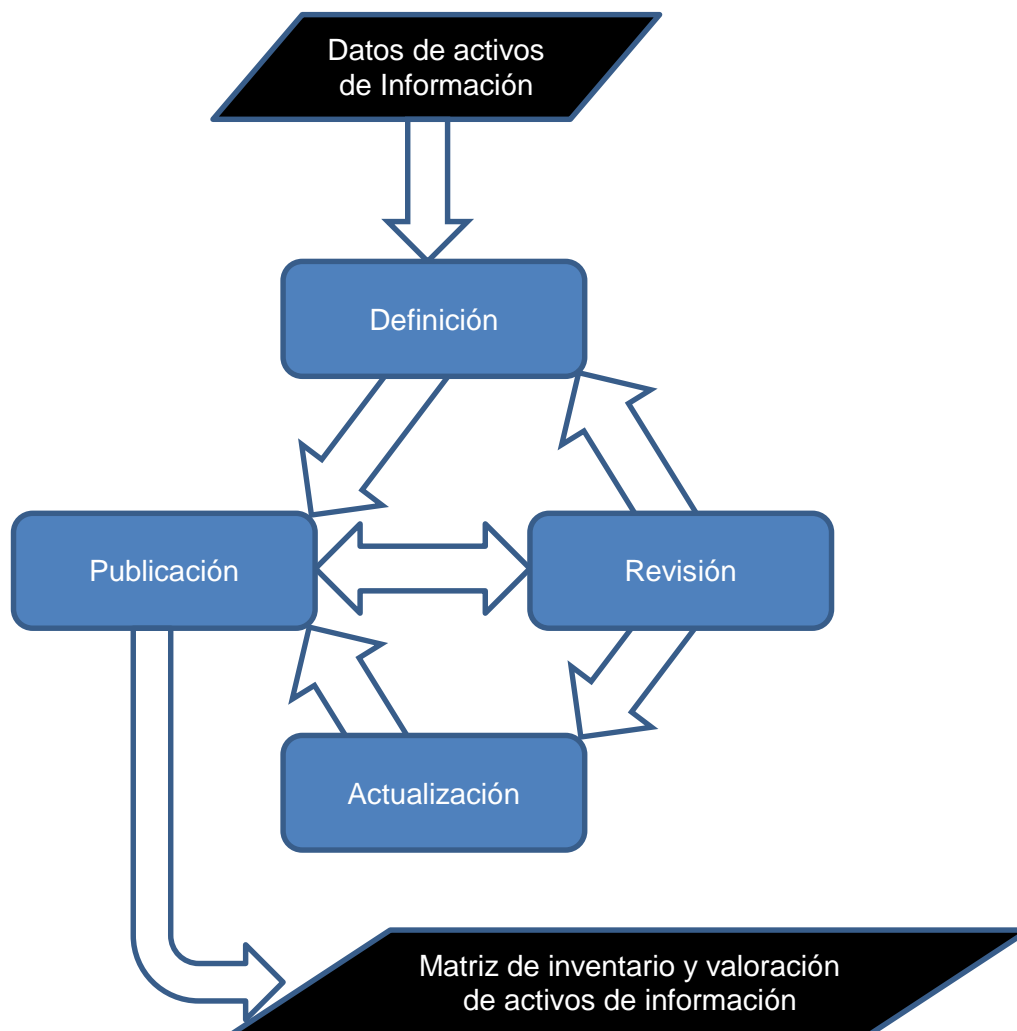 Datos de activos
de Información
Definición
Publicación
Revisión
Actualización
Matriz de inventario y valoración
de activos de información